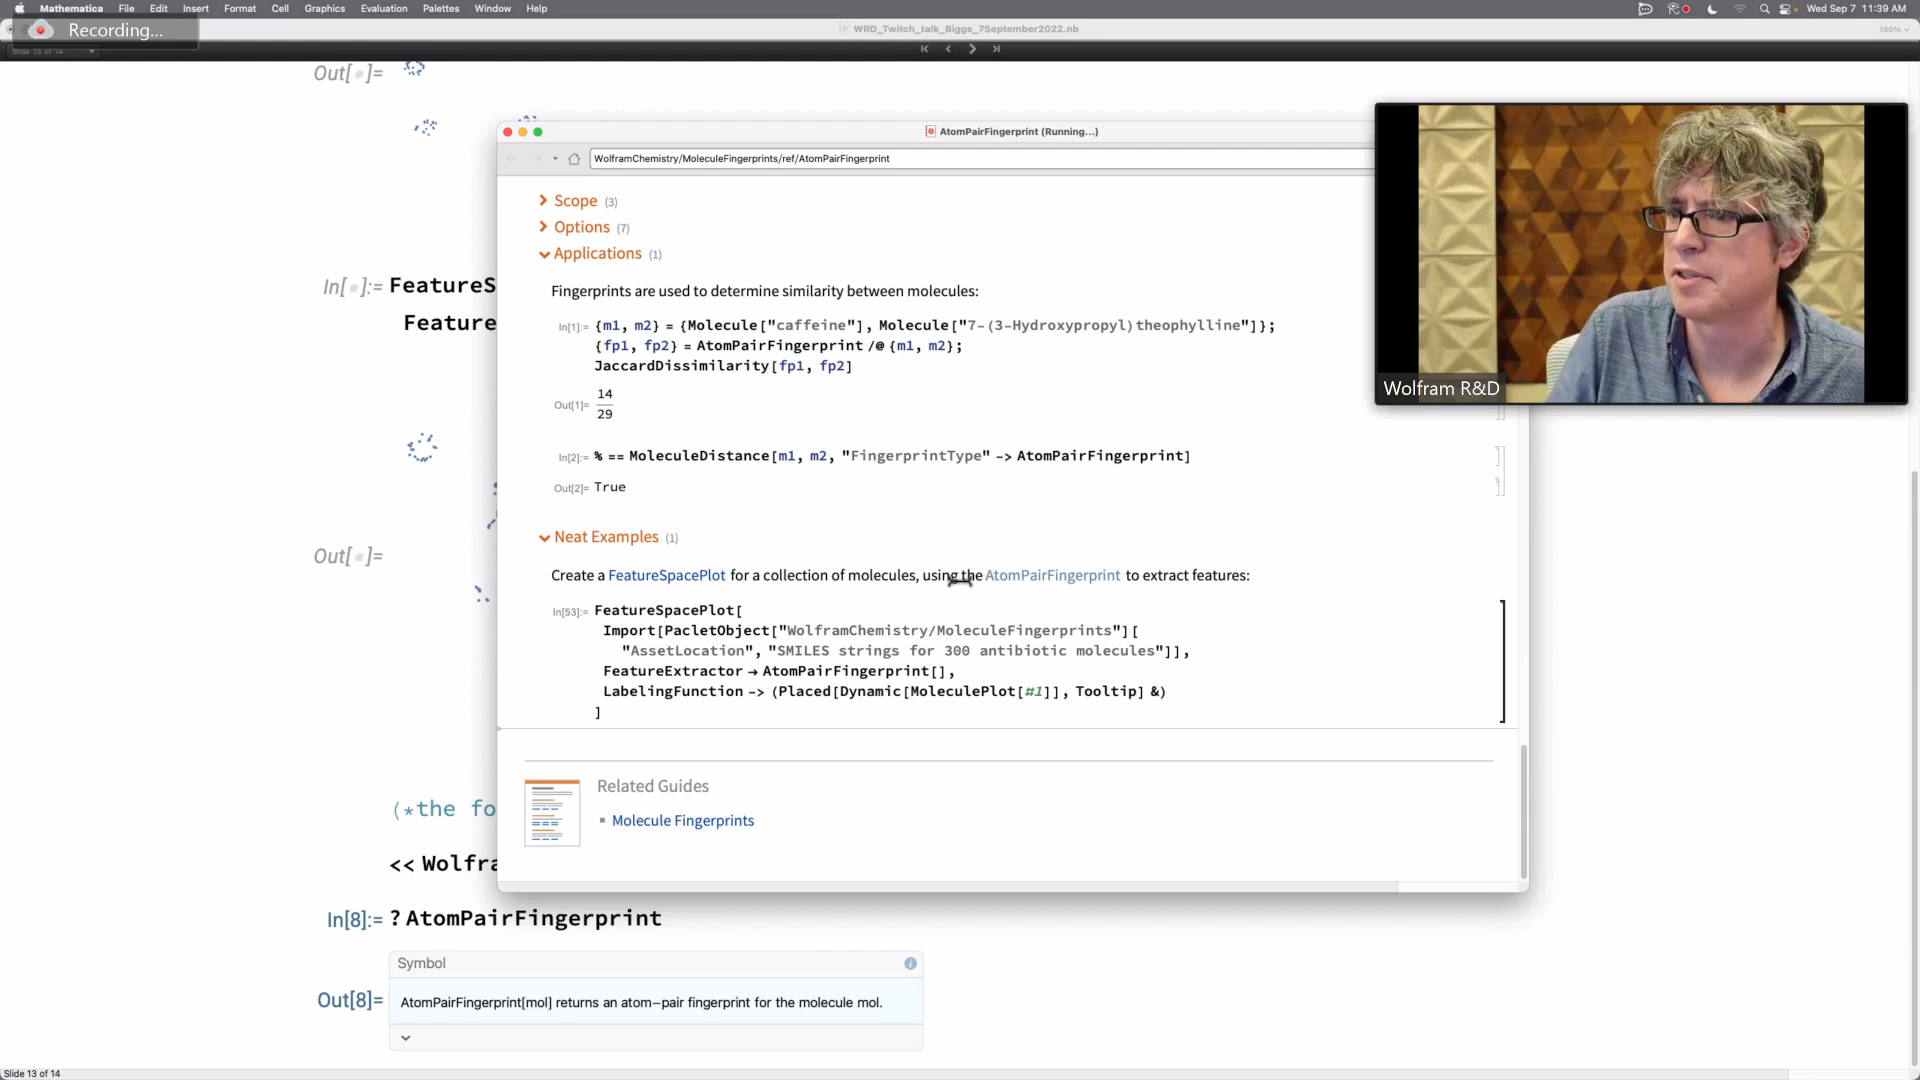 Mathematica File Edit Insert Format Cell Graphics Evaluation Palettes Window Help Wed Sep 7 11:39 AM
Recording...
WRD_Twitch_talk_Biggs_7September2022.nb
150%
Slide 13 of 14
Out[ ]=
AtomPairFingerprint (Running...)
WolframChemistry/MoleculeFingerprints/ref/AtomPairFingerprint
Scope (3)
Options (7)
Applications (1)
Fingerprints are used to determine similarity between molecules:
In[1]:= {m1, m2} = {Molecule["caffeine"], Molecule["7-(3-Hydroxypropyl)theophylline"]};
{fp1, fp2} = AtomPairFingerprint /@ {m1, m2};
JaccardDissimilarity[fp1, fp2]
Out[1]= 14
29
In[2]:= % == MoleculeDistance[m1, m2, "FingerprintType" -> AtomPairFingerprint]
Out[2]= True
Neat Examples (1)
Create a FeatureSpacePlot for a collection of molecules, using the AtomPairFingerprint to extract features:
In[53]:= FeatureSpacePlot[
Import[PacletObject["WolframChemistry/MoleculeFingerprints"][
"AssetLocation", "SMILES strings for 300 antibiotic molecules"]],
FeatureExtractor → AtomPairFingerprint[],
LabelingFunction -> (Placed[Dynamic[MoleculePlot[#1]], Tooltip] &)
]
Related Guides
Molecule Fingerprints
Wolfram R&D
In[ ]:= FeatureS
Feature
Out[ ]=
(*the fo
<< Wolfra
In[8]:= ? AtomPairFingerprint
Symbol
Out[8]= AtomPairFingerprint[mol] returns an atom–pair fingerprint for the molecule mol.
Slide 13 of 14